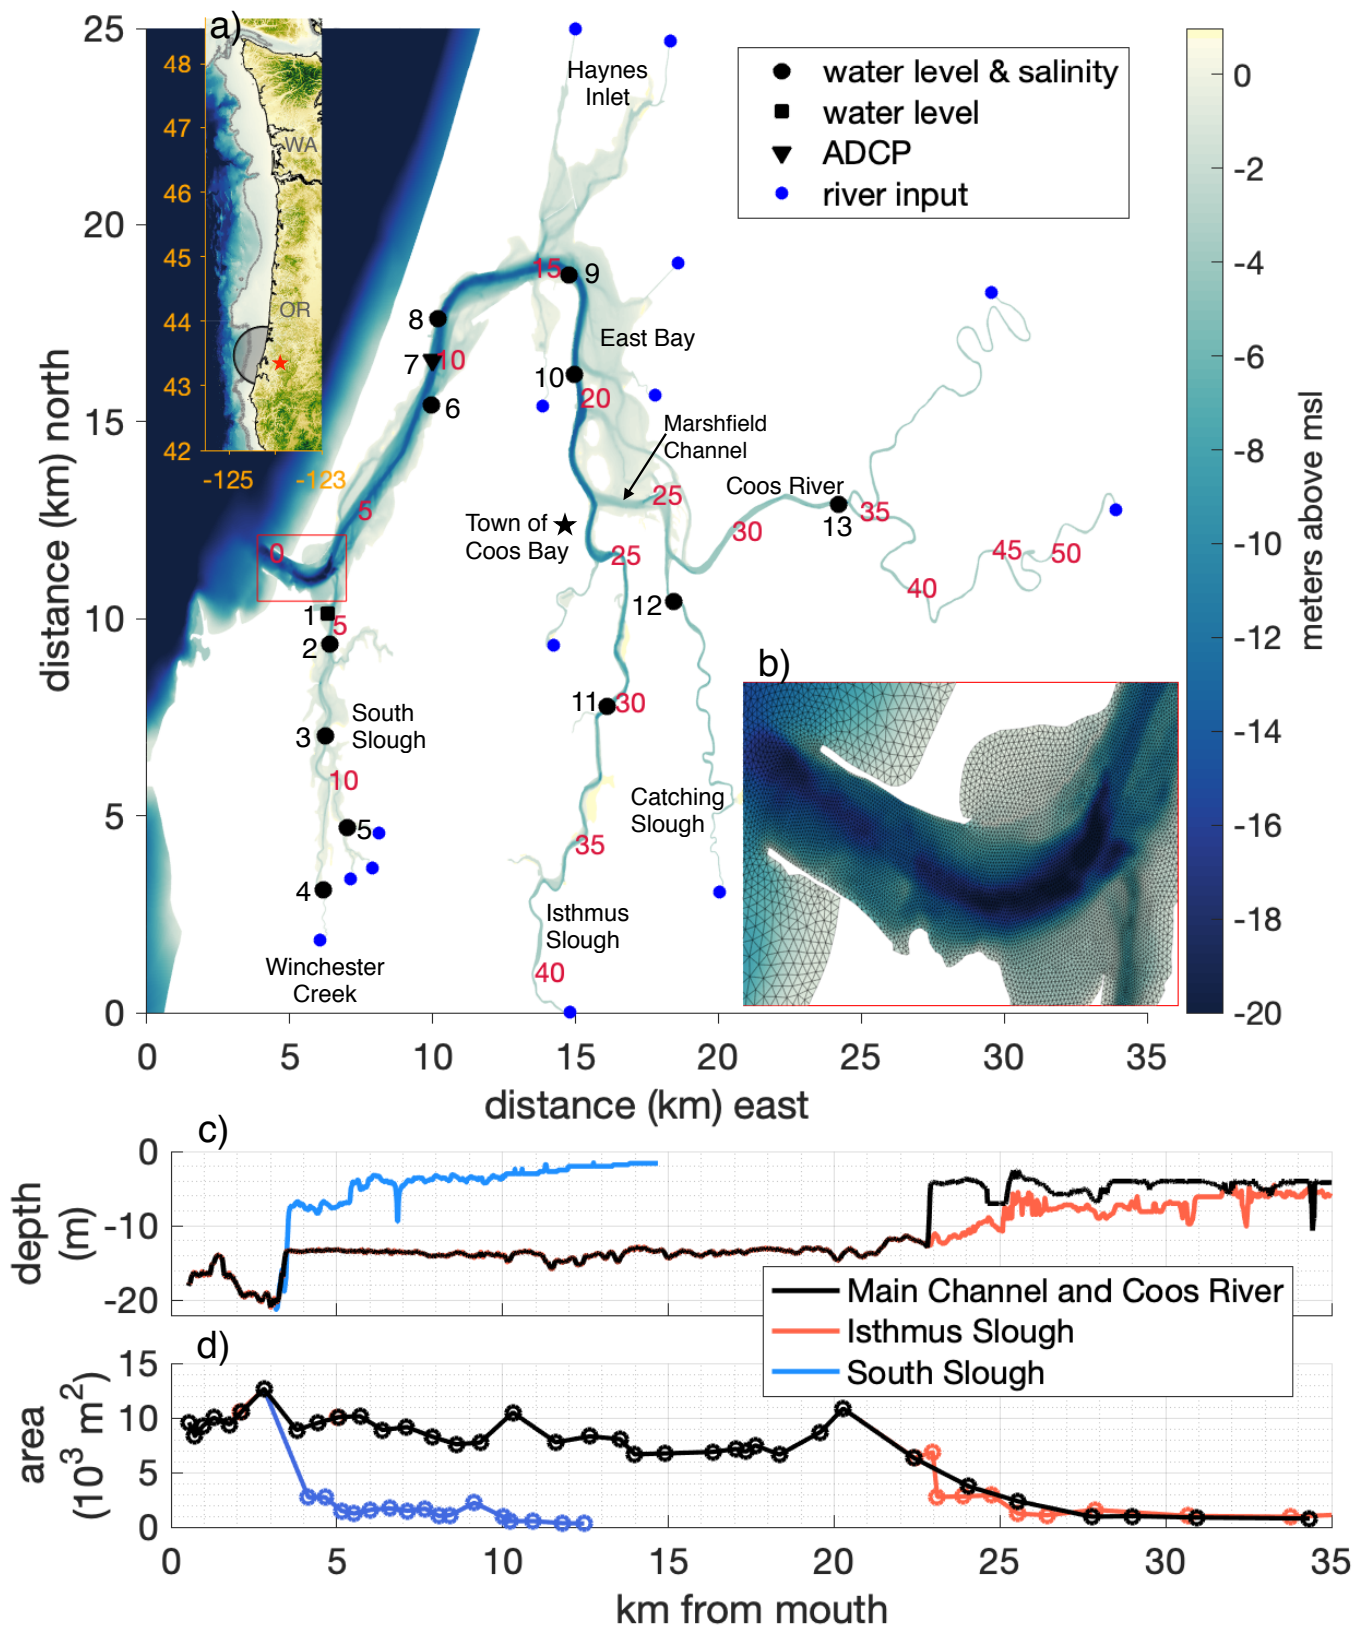 a)
48
47
46
45
44
43
42
-125
-123
WA
OR
25
20
15
10
5
0
distance (km) north
0
5
10
15
20
25
30
35
distance (km) east
water level & salinity
water level
ADCP
river input
Haynes
Inlet
East Bay
Marshfield
Channel
Coos River
Town of
Coos Bay
South
Slough
Catching
Slough
Isthmus
Slough
Winchester
Creek
1
2
3
4
5
6
7
8
9
10
11
12
13
0
5
10
15
20
25
30
35
40
45
50
25
30
35
40
5
10
b)
0
-2
-4
-6
-8
-10
-12
-14
-16
-18
-20
meters above msl
c)
0
-10
-20
depth
(m)
Main Channel and Coos River
Isthmus Slough
South Slough
d)
15
10
5
0
area
(10³ m²)
0
5
10
15
20
25
30
35
km from mouth